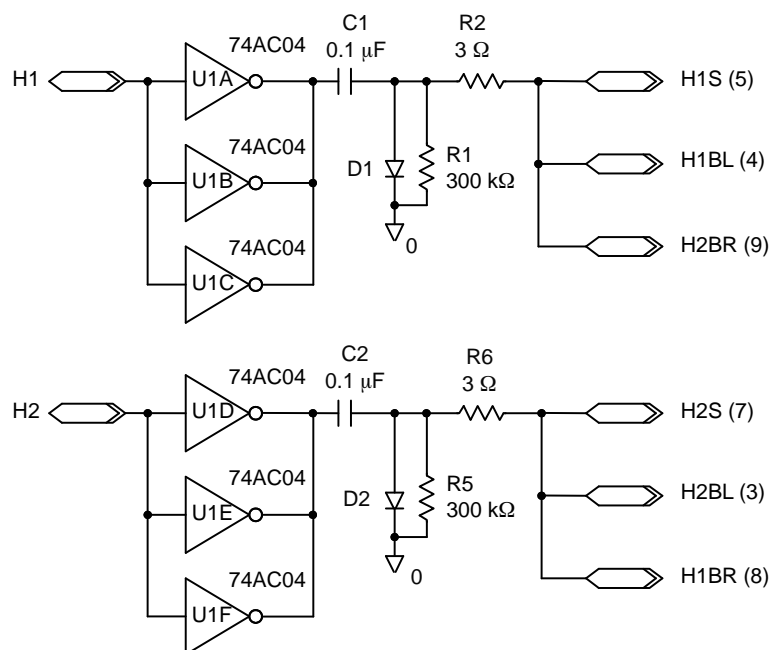 C1
0.1 μF
R2
3 Ω
74AC04
H1
U1A
H1S (5)
74AC04
U1B
D1
R1
300 kΩ
H1BL (4)
0
74AC04
U1C
H2BR (9)
C2
0.1 μF
R6
3 Ω
74AC04
H2
U1D
H2S (7)
74AC04
U1E
D2
R5
300 kΩ
H2BL (3)
0
74AC04
U1F
H1BR (8)